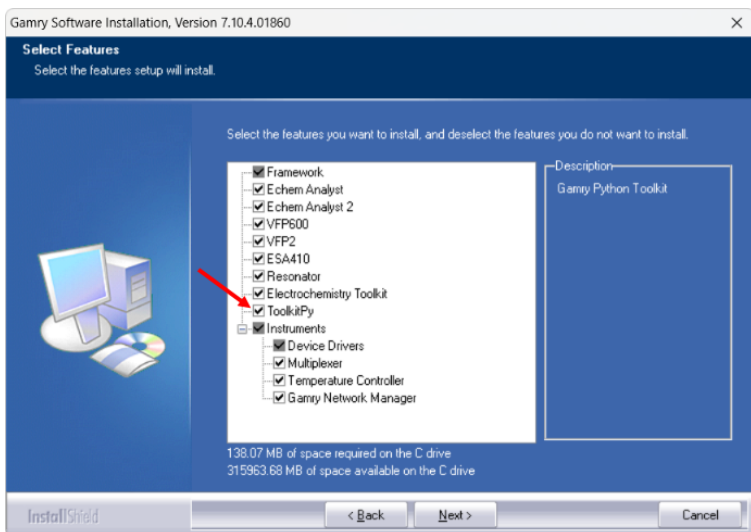 Gamry Software Installation, Version 7.10.4.01860
Select Features
Select the features setup will install.
Select the features you want to install, and deselect the features you do not want to install.
Framework
Echem Analyst
Echem Analyst 2
VFP600
VFP2
ESA410
Resonator
Electrochemistry Toolkit
ToolkitPy
Instruments
Device Drivers
Multiplexer
Temperature Controller
Gamry Network Manager
Description
Gamry Python Toolkit
138.07 MB of space required on the C drive
315963.68 MB of space available on the C drive
InstallShield
< Back
Next >
Cancel